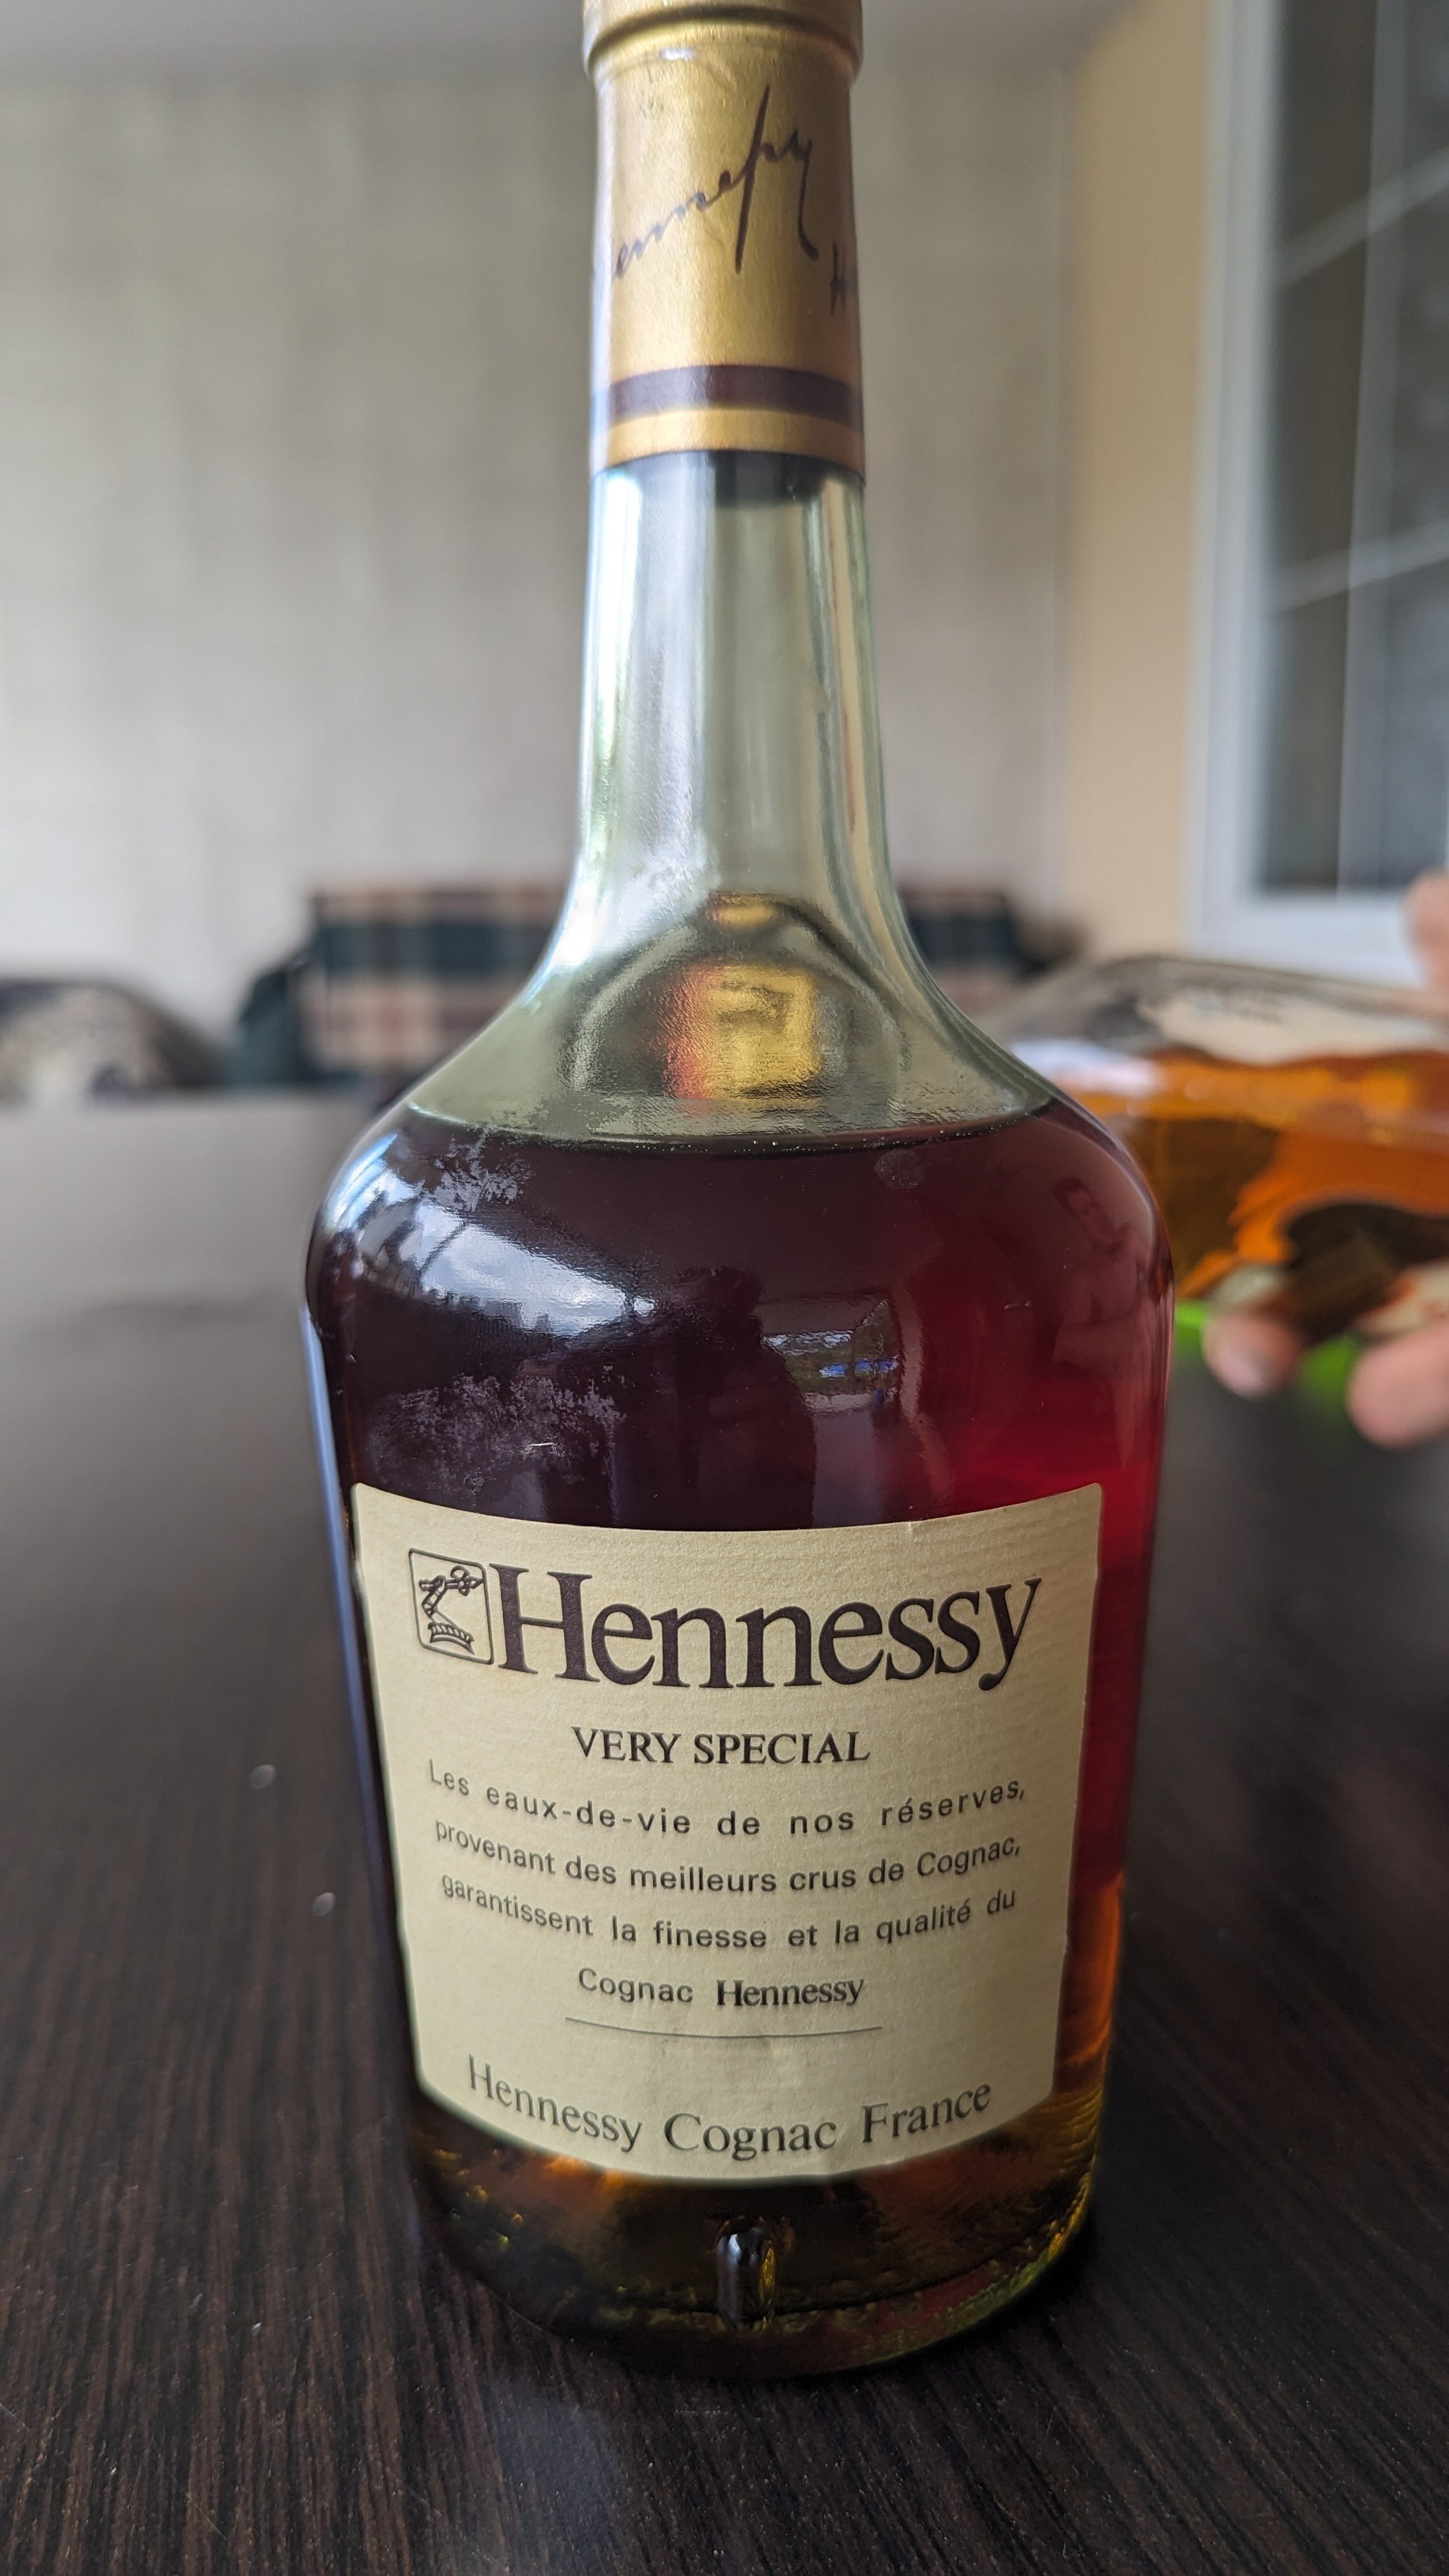 Hennessy
VERY SPECIAL
Les eaux-de-vie de nos réserves,
provenant des meilleurs crus de Cognac,
garantissent la finesse et la qualité du
Cognac Hennessy
Hennessy Cognac France